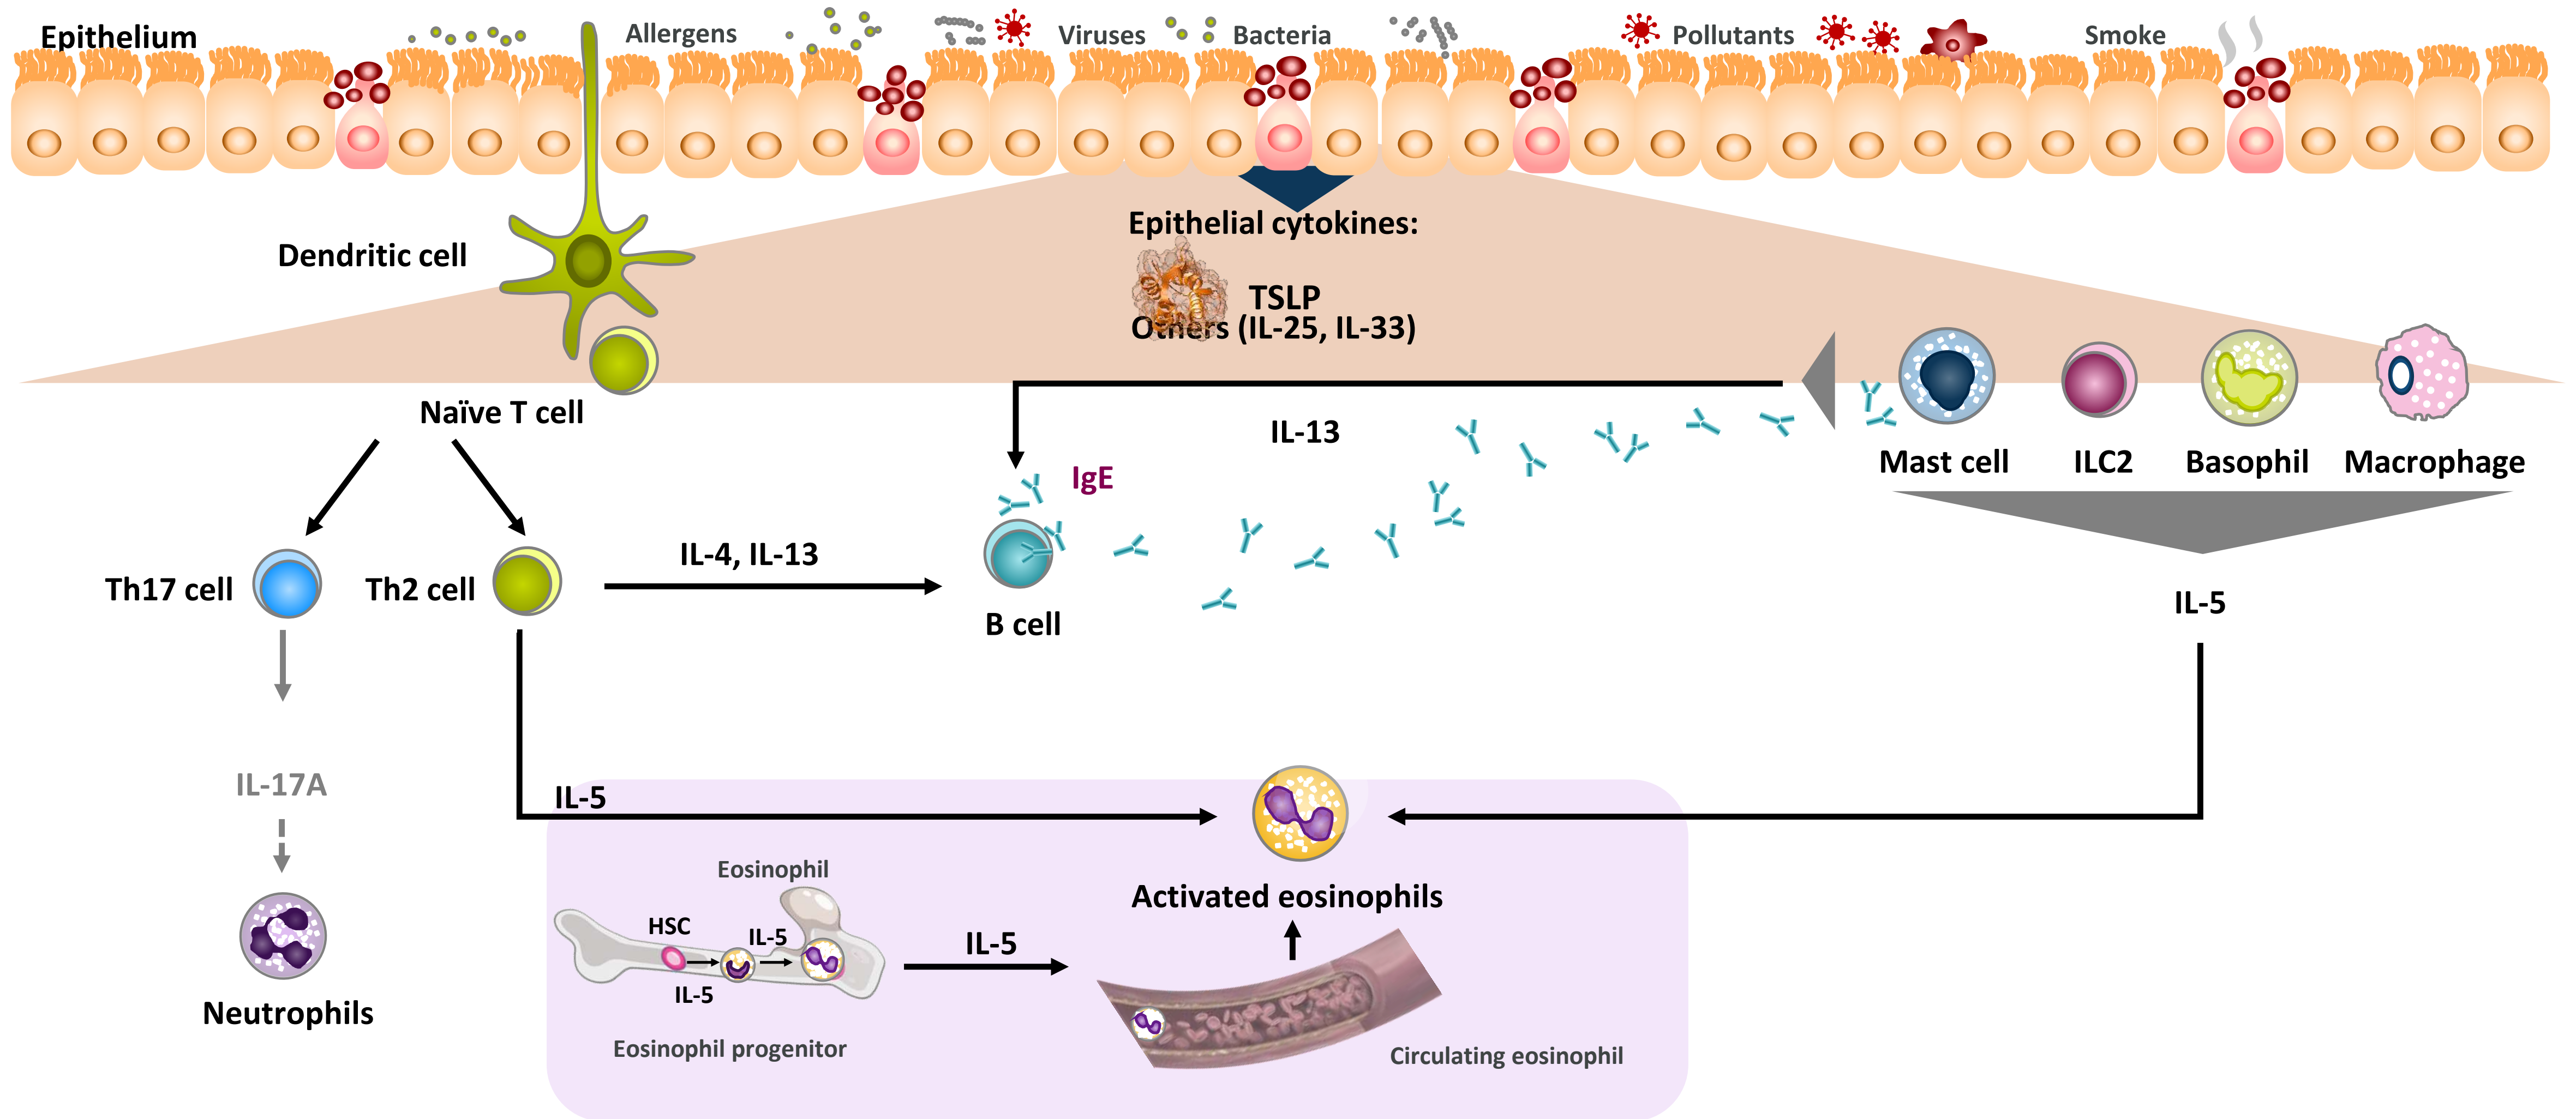 Epithelium
Allergens
Viruses
Bacteria
Pollutants
Smoke
Epithelial cytokines:
Dendritic cell
TSLP
Others (IL-25, IL-33)
Naïve T cell
IL-13
IgE
Mast cell
ILC2
Basophil
Macrophage
IL-4, IL-13
Th17 cell
Th2 cell
B cell
IL-5
IL-17A
IL-5
Eosinophil
Activated eosinophils
HSC
IL-5
IL-5
IL-5
Neutrophils
Eosinophil progenitor
Circulating eosinophil